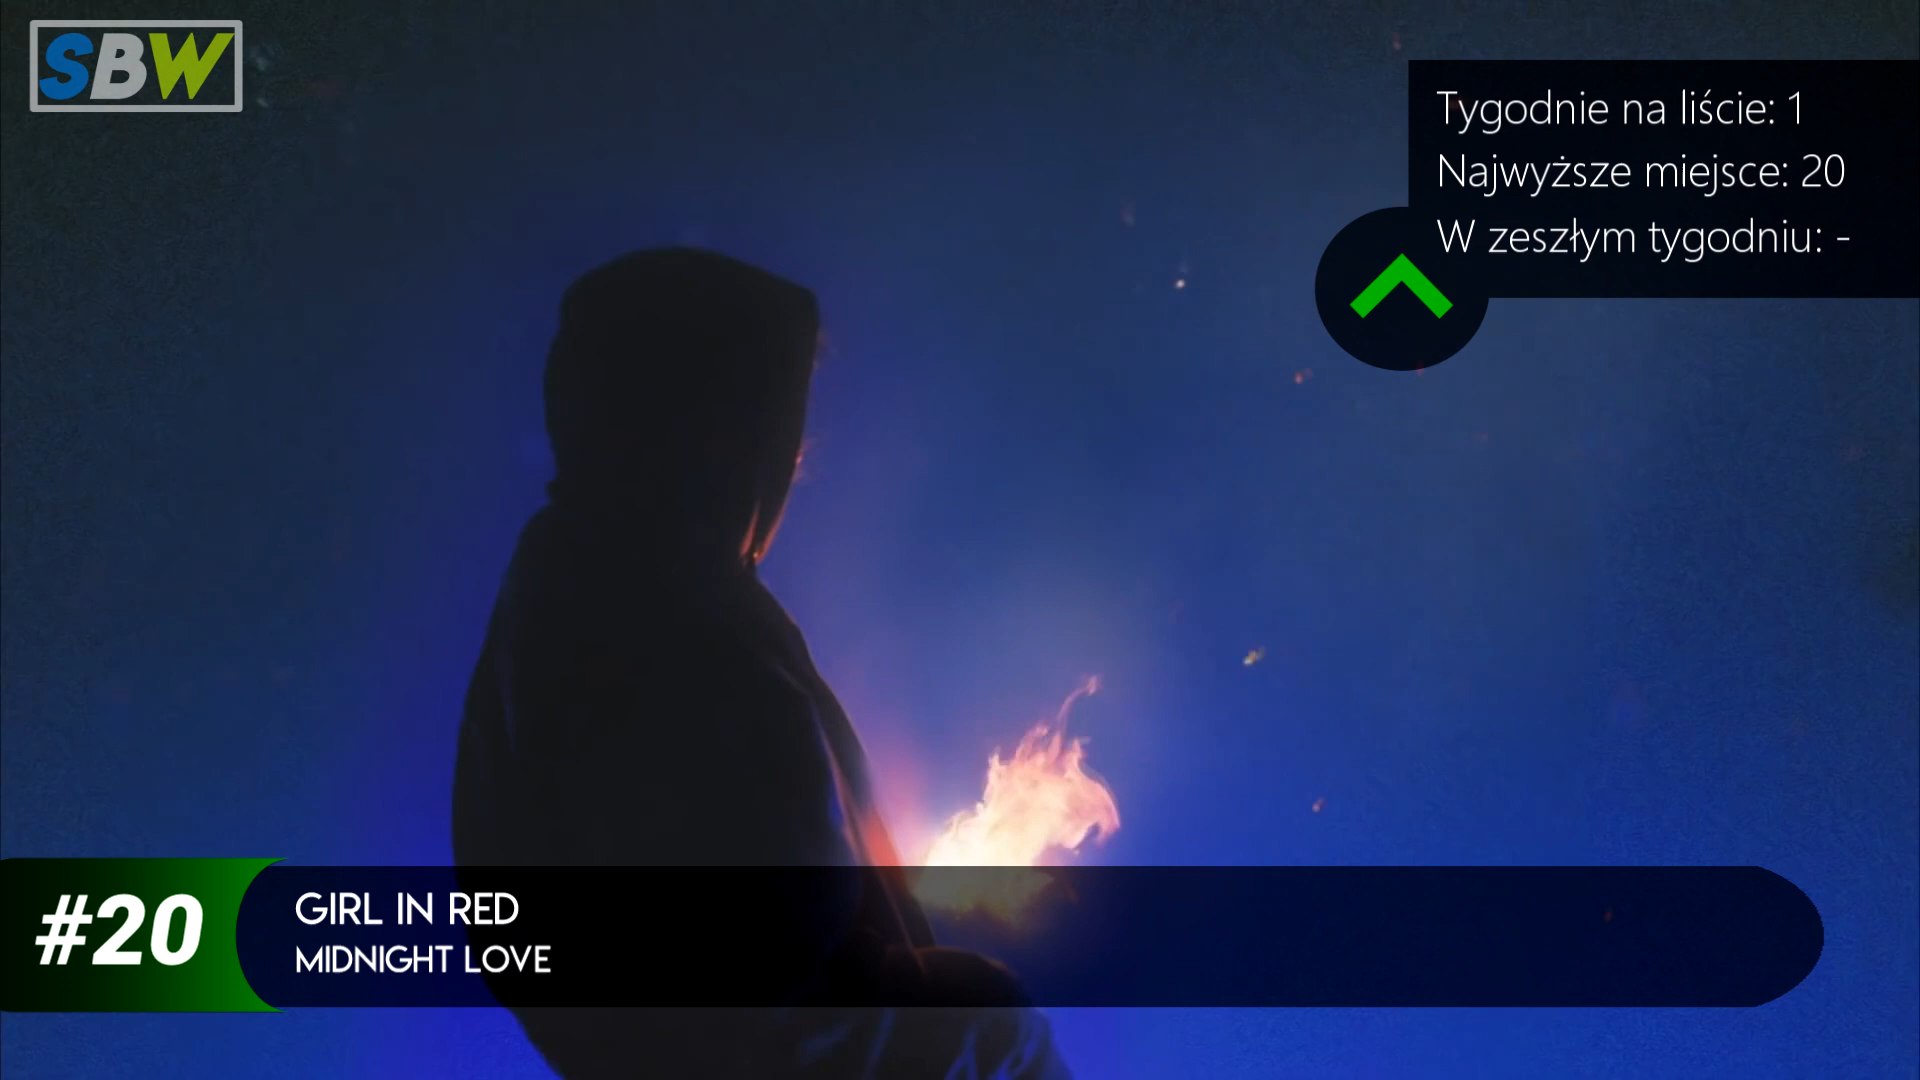 SBW
Tygodnie na liście: 1
Najwyższe miejsce: 20
W zeszłym tygodniu: -
#20
GIRL IN RED
MIDNIGHT LOVE